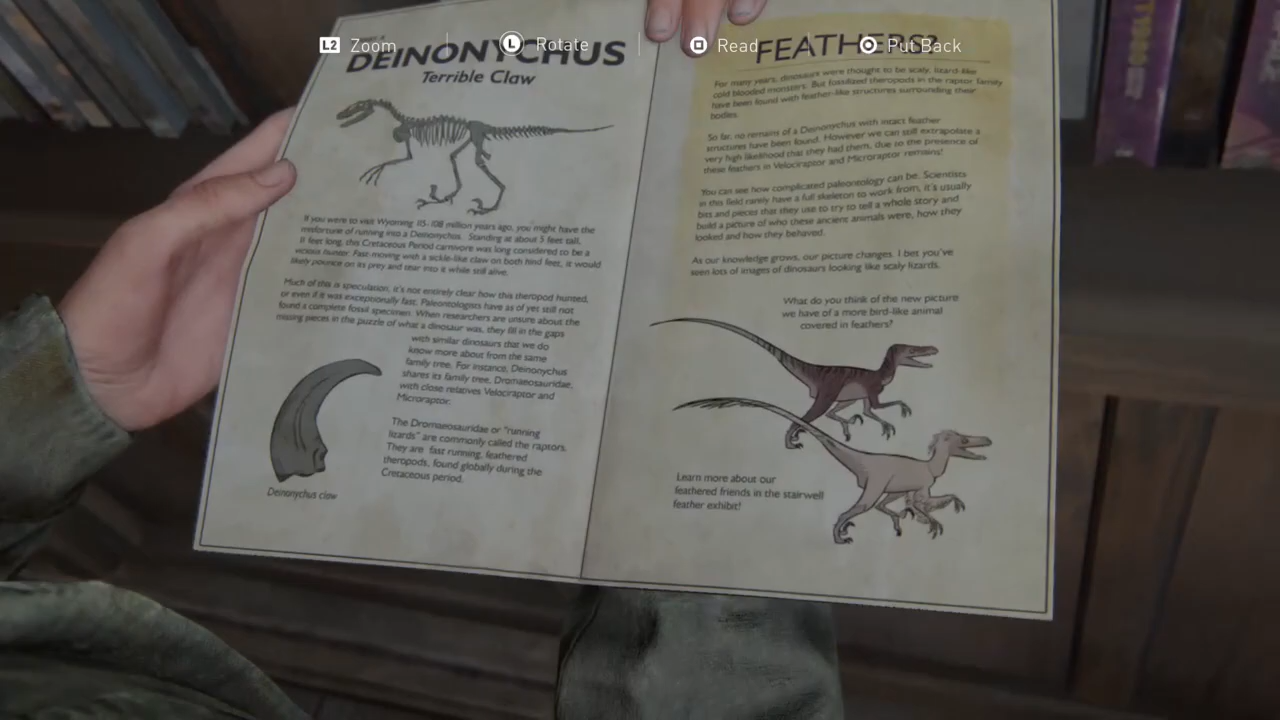 L2 Zoom
L Rotate
Read
Put Back
DEINONYCHUS
Terrible Claw
If you were to visit Wyoming 115-108 million years ago, you might have the
misfortune of running into a Deinonychus. Standing at about 5 feet tall,
11 feet long, this Cretaceous Period carnivore was long considered to be a
vicious hunter. Fast-moving with a sickle-like claw on both hind feet, it would
likely pounce on its prey and tear into it while still alive.
Much of this is speculation, it's not entirely clear how this theropod hunted,
or even if it was exceptionally fast. Paleontologists have as of yet still not
found a complete fossil specimen. When researchers are unsure about the
missing pieces in the puzzle of what a dinosaur was, they fill in the gaps
with similar dinosaurs that we do
know more about from the same
family tree. For instance, Deinonychus
shares its family tree, Dromaeosauridae,
with close relatives Velociraptor and
Microraptor.
The Dromaeosauridae or "running
lizards" are commonly called the raptors.
They are fast running, feathered
theropods, found globally during the
Cretaceous period.
Deinonychus claw
FEATHERS?
For many years, dinosaurs were thought to be scaly, lizard-like
cold blooded monsters. But fossilized theropods in the raptor family
have been found with feather-like structures surrounding their
bodies.
So far, no remains of a Deinonychus with intact feather
structures have been found. However we can still extrapolate a
very high likelihood that they had them, due to the presence of
these feathers in Velociraptor and Microraptor remains!
You can see how complicated paleontology can be. Scientists
in this field rarely have a full skeleton to work from, it's usually
bits and pieces that they use to try to tell a whole story and
build a picture of who these ancient animals were, how they
looked and how they behaved.
As our knowledge grows, our picture changes. I bet you've
seen lots of images of dinosaurs looking like scaly lizards.
What do you think of the new picture
we have of a more bird-like animal
covered in feathers?
Learn more about our
feathered friends in the stairwell
feather exhibit!